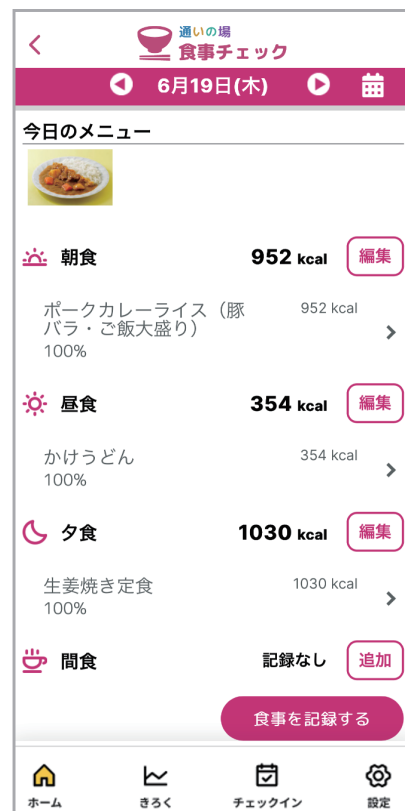 通いの場
食事チェック
6月19日(木)
今日のメニュー
朝食 952 kcal 編集
ポークカレーライス（豚 952 kcal
バラ・ご飯大盛り）
100%
昼食 354 kcal 編集
かけうどん 354 kcal
100%
夕食 1030 kcal 編集
生姜焼き定食 1030 kcal
100%
間食 記録なし 追加
食事を記録する
ホーム きろく チェックイン 設定